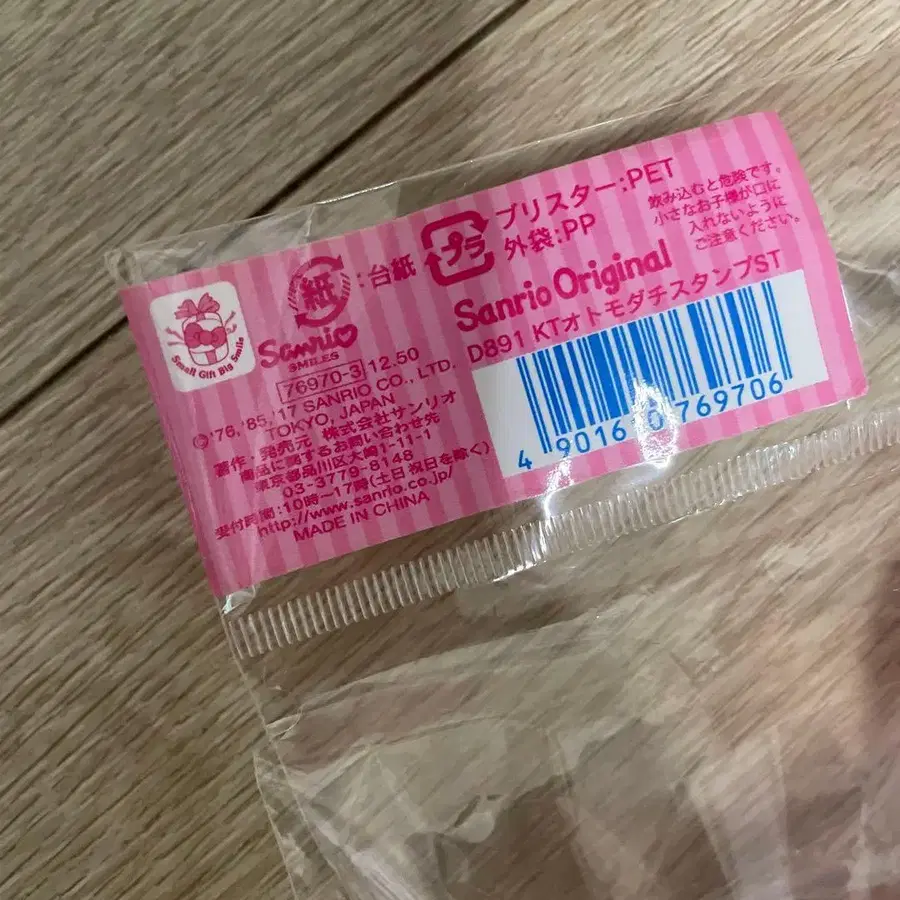 Small Gift Big Smile
紙:台紙
プラ
ブリスター:PET
外袋:PP
飲み込むと危険です。
小さなお子様が口に
入れないように
ご注意ください。
Sanrio
SMILES
76970-3 12.50
©'76, '85, '17 SANRIO CO., LTD.
TOKYO, JAPAN
著作・発売元 株式会社サンリオ
商品に関するお問い合わせ先
東京都品川区大崎1-11-1
03-3779-8148
受付時間:10時〜17時(土日祝日を除く)
http://www.sanrio.co.jp/
MADE IN CHINA
Sanrio Original
D891 KTオトモダチスタンプST
4 901610 769706